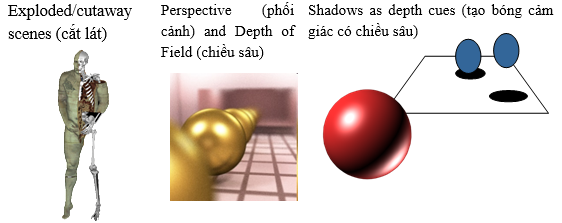 Exploded/cutaway
scenes (cắt lát)
Perspective (phối
cảnh) and Depth of
Field (chiều sâu)
Shadows as depth cues (tạo bóng cảm
giác có chiều sâu)